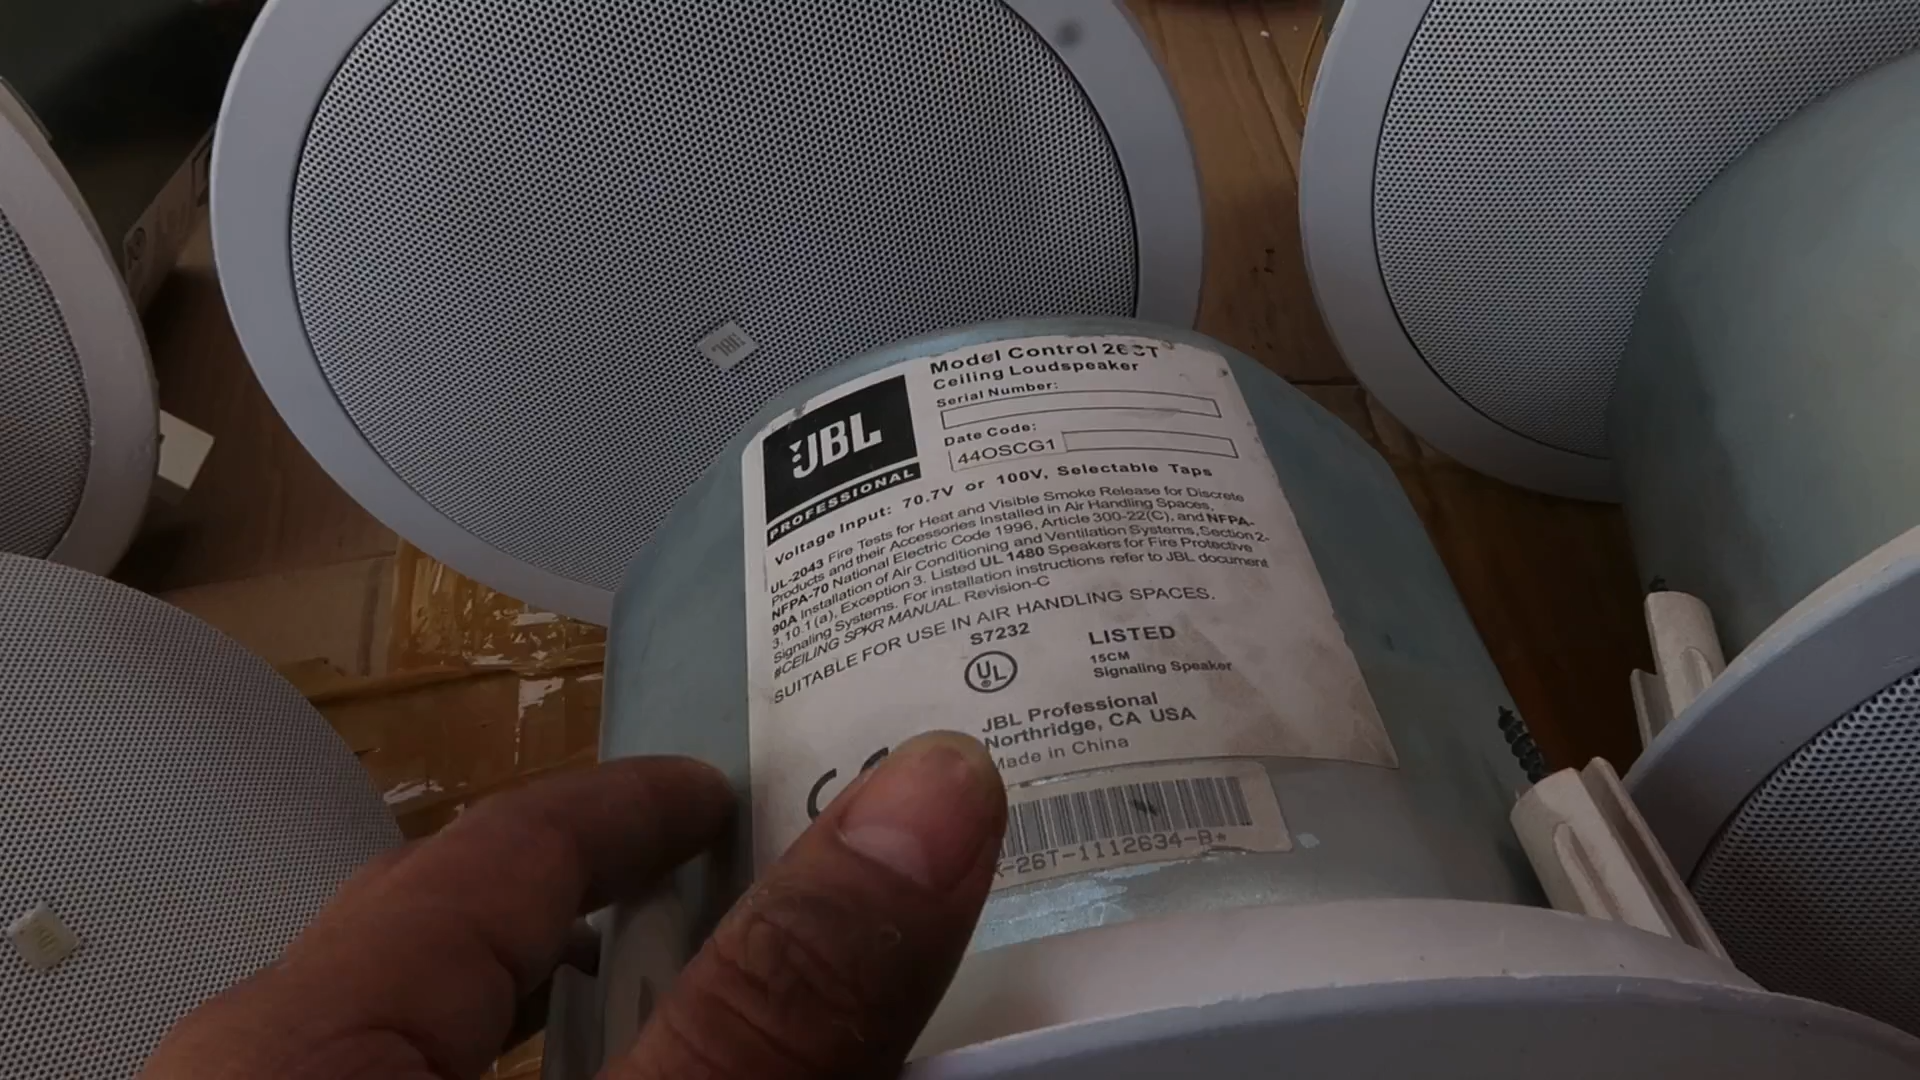 JBL
JBL
PROFESSIONAL
Model Control 26CT
Ceiling Loudspeaker
Serial Number:
Date Code:
44OSCG1
Voltage Input: 70.7V or 100V, Selectable Taps
UL-2043 Fire Tests for Heat and Visible Smoke Release for Discrete
Products and their Accessories Installed in Air Handling Spaces,
NFPA-70 National Electric Code 1996, Article 300-22(C), and NFPA-
90A Installation of Air Conditioning and Ventilation Systems, Section 2-
3.10.1 (a), Exception 3. Listed UL 1480 Speakers for Fire Protective
Signaling Systems. For installation instructions refer to JBL document
#CEILING SPKR MANUAL. Revision-C
SUITABLE FOR USE IN AIR HANDLING SPACES.
S7232
UL
®
LISTED
15CM
Signaling Speaker
JBL Professional
Northridge, CA USA
Made in China
-26T-1112634-B*